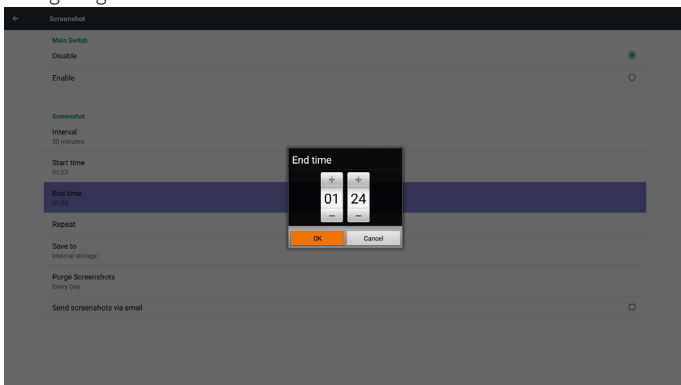 Screenshot
Main Switch
Disable
Enable
Screenshot
Interval
30 minutes
Start time
01:23
End time
01:24
Repeat
Save to
Internal storage
Purge Screenshots
Every Day
Send screenshots via email
End time
+ +
01 24
− −
OK Cancel